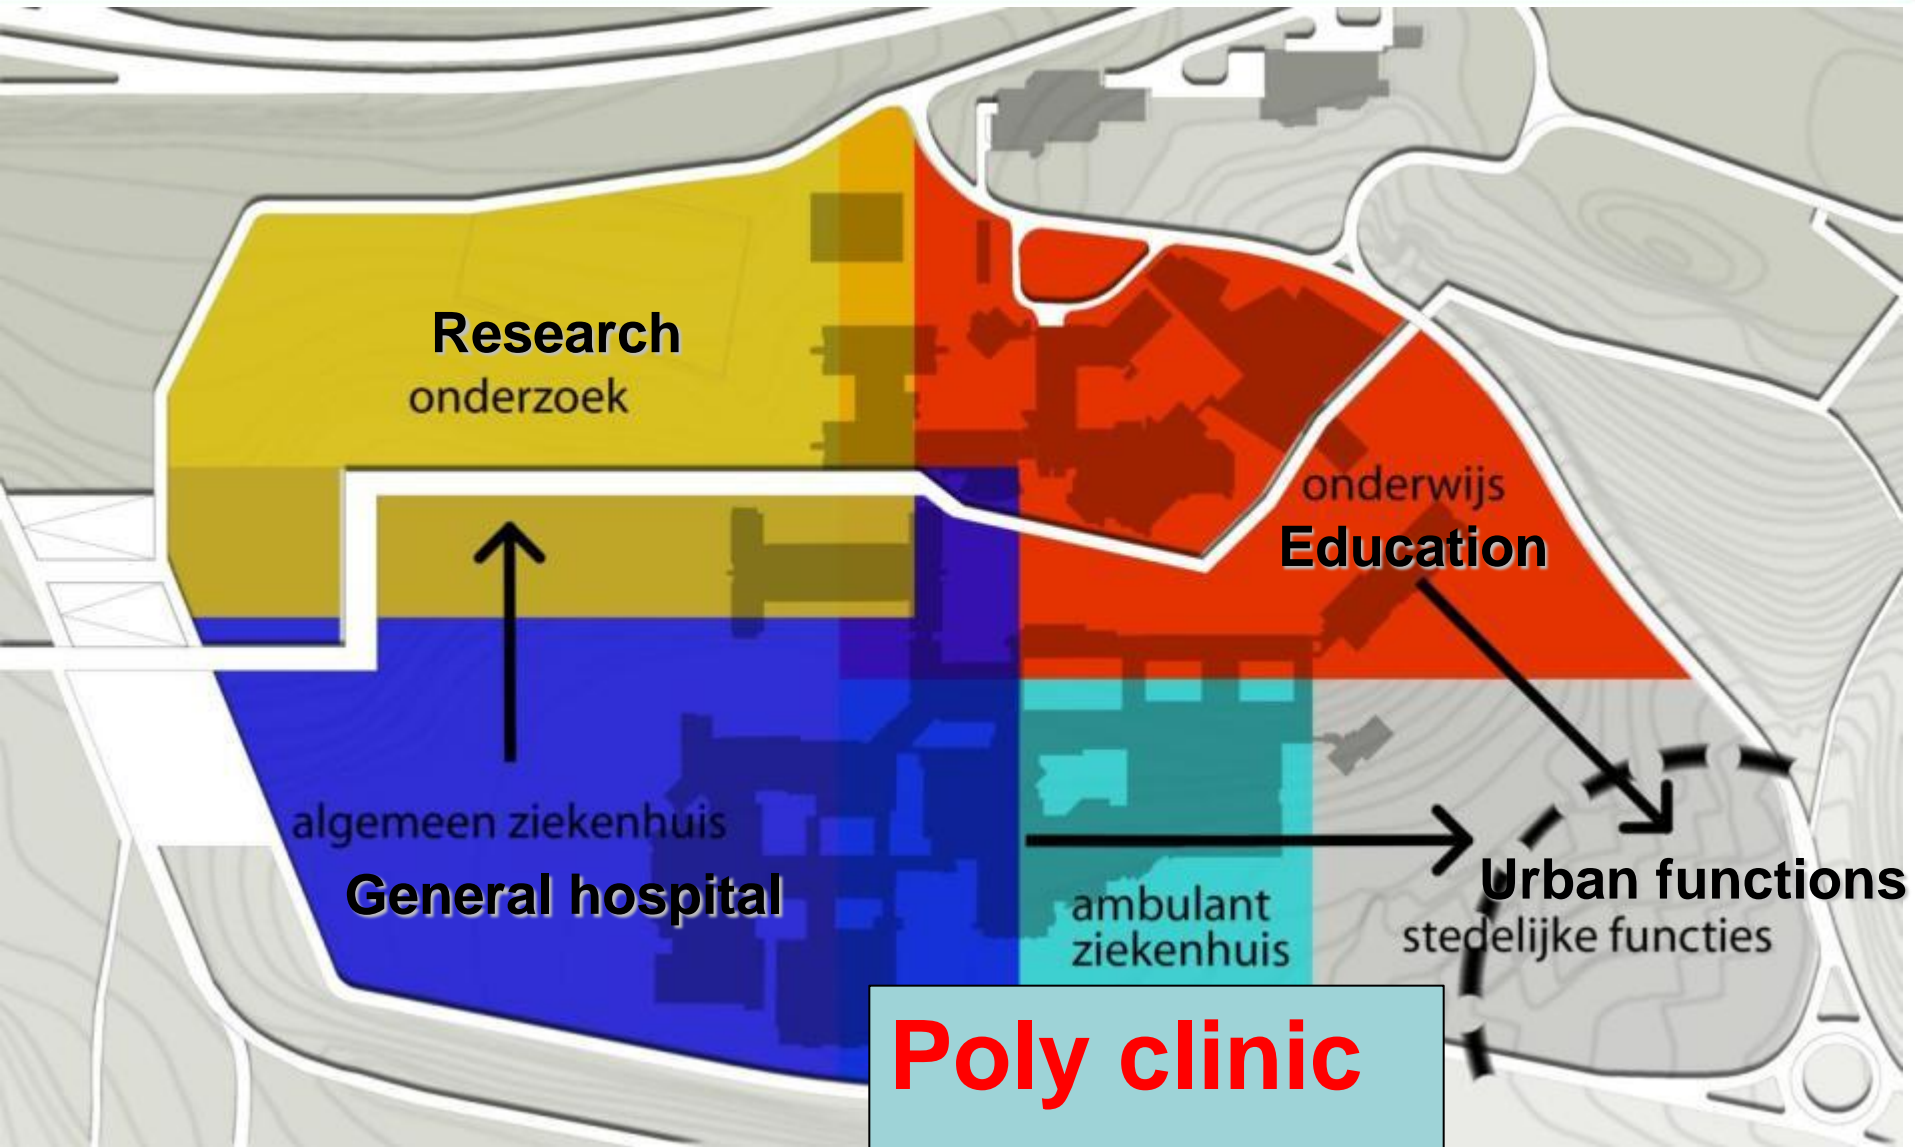 Research
onderzoek
onderwijs
Education
algemeen ziekenhuis
General hospital
ambulant
ziekenhuis
Urban functions
stedelijke functies
Poly clinic